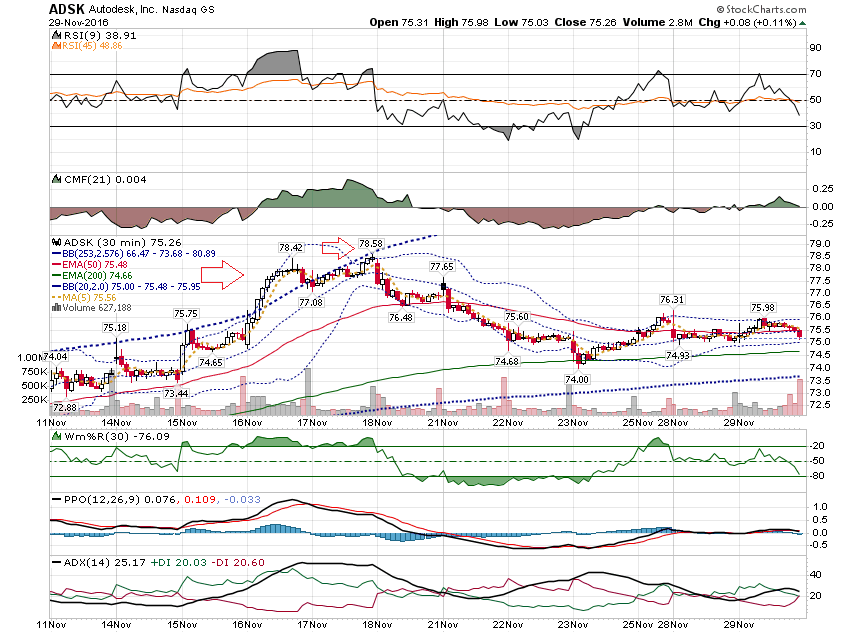 ADSK Autodesk, Inc. Nasdaq GS © StockCharts.com
29-Nov-2016 Open 75.31 High 75.98 Low 75.03 Close 75.26 Volume 2.8M Chg +0.08 (+0.11%)
RSI(9) 38.91
RSI(45) 48.86
90
70
50
30
10
CMF(21) 0.004
0.25
0.00
-0.25
ADSK (30 min) 75.26
BB(253,2.576) 66.47 - 73.68 - 80.89
EMA(50) 75.48
EMA(200) 74.66
BB(20,2.0) 75.00 - 75.48 - 75.95
MA(5) 75.56
Volume 627,188
78.42
78.58
77.65
77.08
76.48
76.31
75.98
75.75
75.60
75.18
74.65
74.68
74.93
74.04
74.00
73.44
72.88
79.0
78.5
78.0
77.5
77.0
76.5
76.0
75.5
75.0
74.5
74.0
73.5
73.0
72.5
1.00M
750K
500K
250K
11Nov 14Nov 15Nov 16Nov 17Nov 18Nov 21Nov 22Nov 23Nov 25Nov 28Nov 29Nov
Wm%R(30) -76.09
-20
-50
-80
PPO(12,26,9) 0.076, 0.109, -0.033
1.0
0.5
0.0
-0.5
ADX(14) 25.17 +DI 20.03 -DI 20.60
40
20
11Nov 14Nov 15Nov 16Nov 17Nov 18Nov 21Nov 22Nov 23Nov 25Nov 28Nov 29Nov